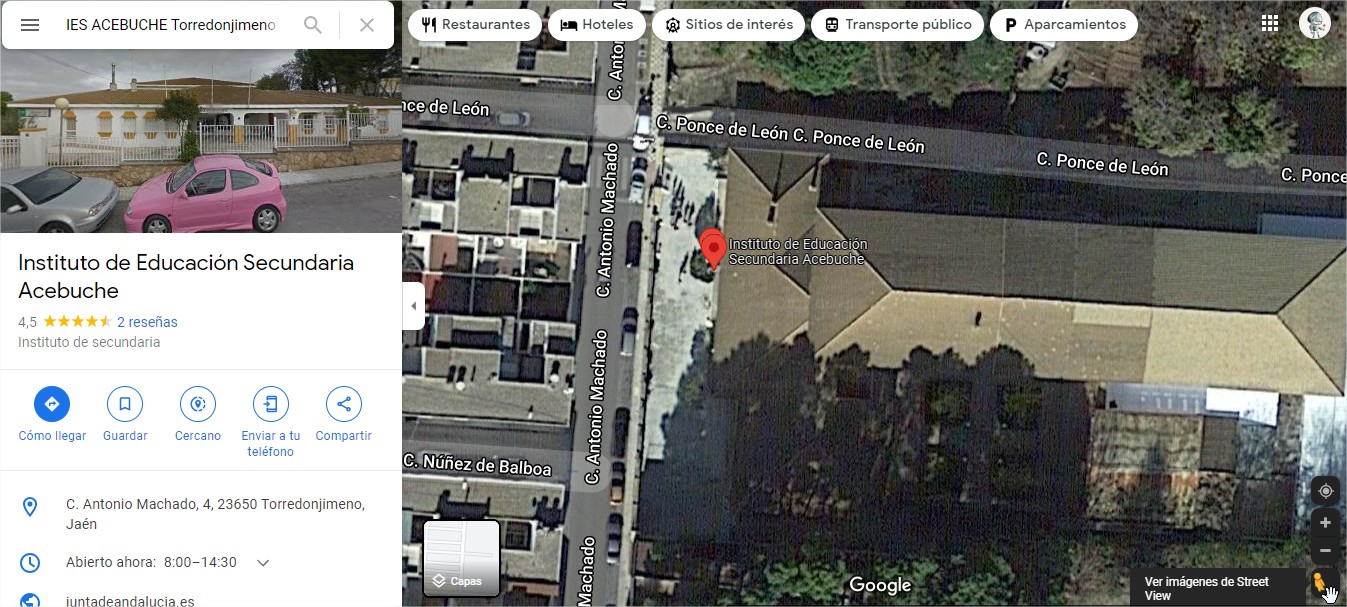 IES ACEBUCHE Torredonjimeno
Restaurantes
Hoteles
Sitios de interés
Transporte público
Aparcamientos
Instituto de Educación Secundaria
Acebuche
4,5
2 reseñas
Instituto de secundaria
Cómo llegar
Guardar
Cercano
Enviar a tu
teléfono
Compartir
C. Antonio Machado, 4, 23650 Torredonjimeno,
Jaén
Abierto ahora: 8:00–14:30
juntadeandalucia.es
C. Antonio M
nce de León
C. Ponce de León C. Ponce de León
C. Ponce de León
C. Ponce
C. Antonio Machado
Instituto de Educación
Secundaria Acebuche
C. Antonio Machado
C. Núñez de Balboa
Machado
Capas
Google
Ver imágenes de Street
View